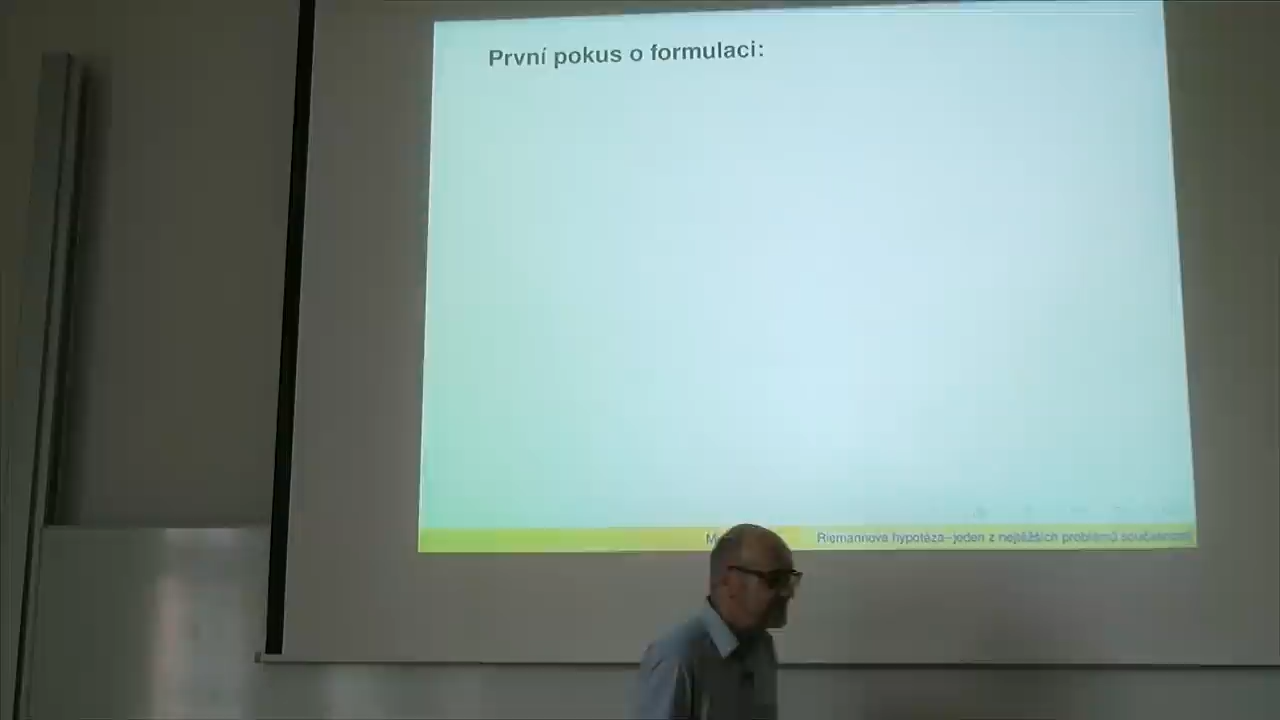 První pokus o formulaci:
Riemannova hypotéza–jeden z nejtěžších problémů současnosti